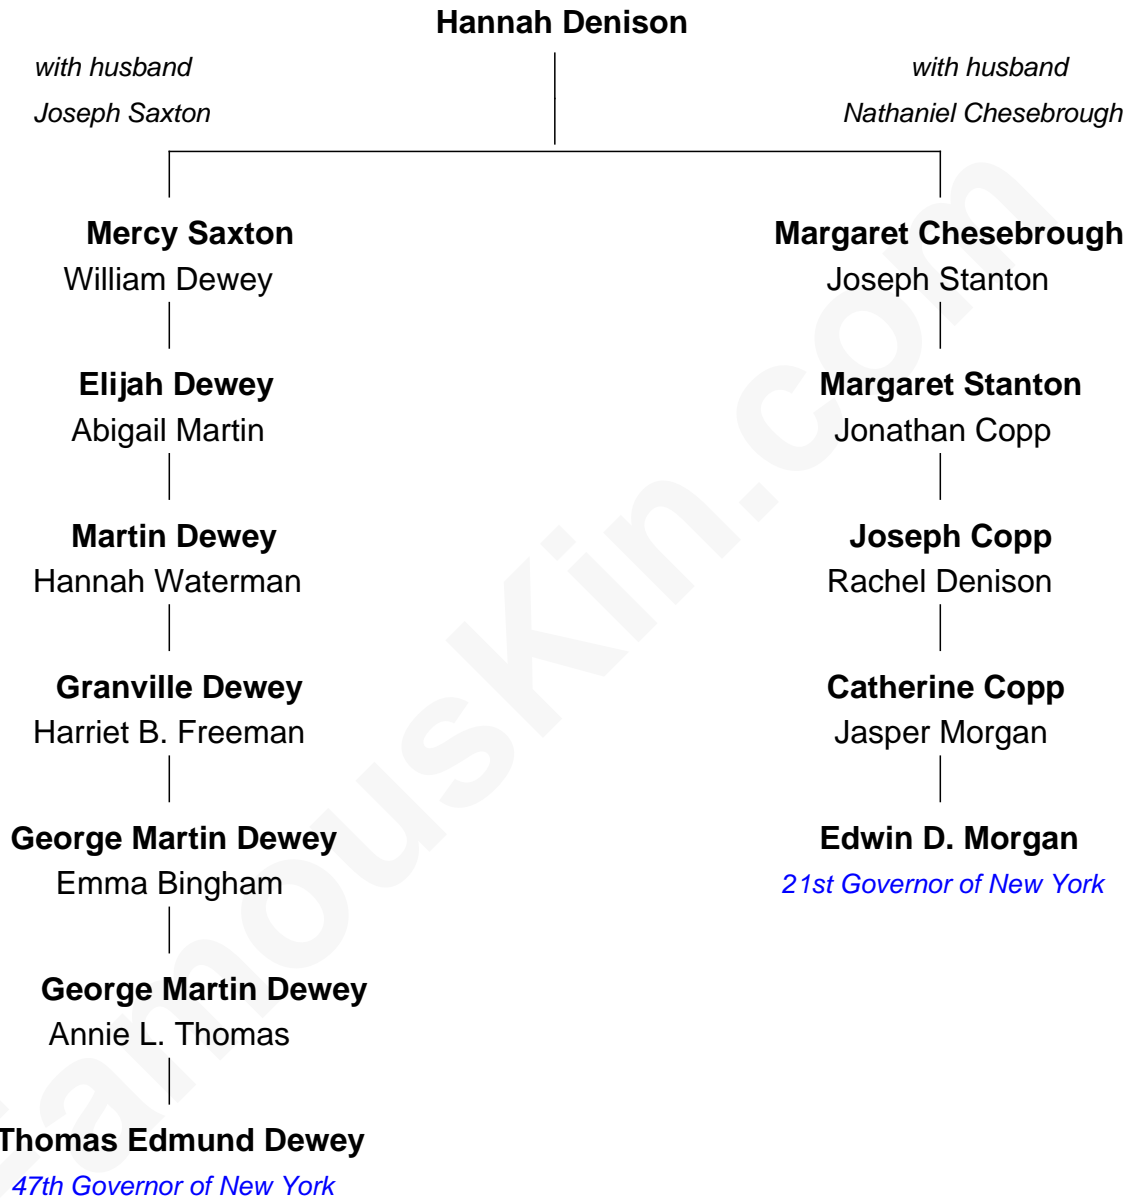 Hannah Denison
with husband
Joseph Saxton
with husband
Nathaniel Chesebrough
Mercy Saxton
William Dewey
Elijah Dewey
Abigail Martin
Martin Dewey
Hannah Waterman
Granville Dewey
Harriet B. Freeman
George Martin Dewey
Emma Bingham
George Martin Dewey
Annie L. Thomas
Thomas Edmund Dewey
47th Governor of New York
Margaret Chesebrough
Joseph Stanton
Margaret Stanton
Jonathan Copp
Joseph Copp
Rachel Denison
Catherine Copp
Jasper Morgan
Edwin D. Morgan
21st Governor of New York
FamousKin.com